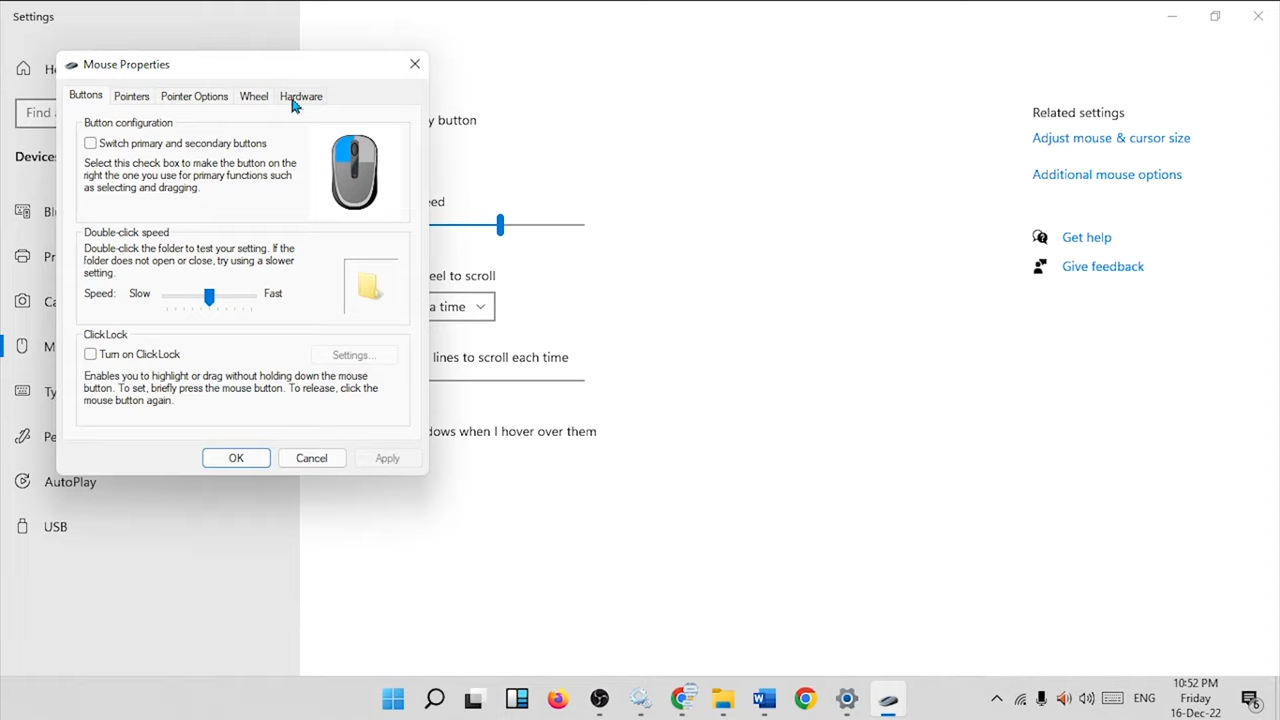 Settings
Mouse Properties
Buttons Pointers Pointer Options Wheel Hardware
Button configuration
Switch primary and secondary buttons
Select this check box to make the button on the
right the one you use for primary functions such
as selecting and dragging.
Double-click speed
Double-click the folder to test your setting. If the
folder does not open or close, try using a slower
setting.
Speed: Slow Fast
ClickLock
Turn on ClickLock
Settings...
Enables you to highlight or drag without holding down the mouse
button. To set, briefly press the mouse button. To release, click the
mouse button again.
OK Cancel Apply
Find
Device
AutoPlay
USB
y button
eed
eel to scroll
a time
lines to scroll each time
dows when I hover over them
Related settings
Adjust mouse & cursor size
Additional mouse options
Get help
Give feedback
ENG
10:52 PM
Friday
16-Dec-22
6